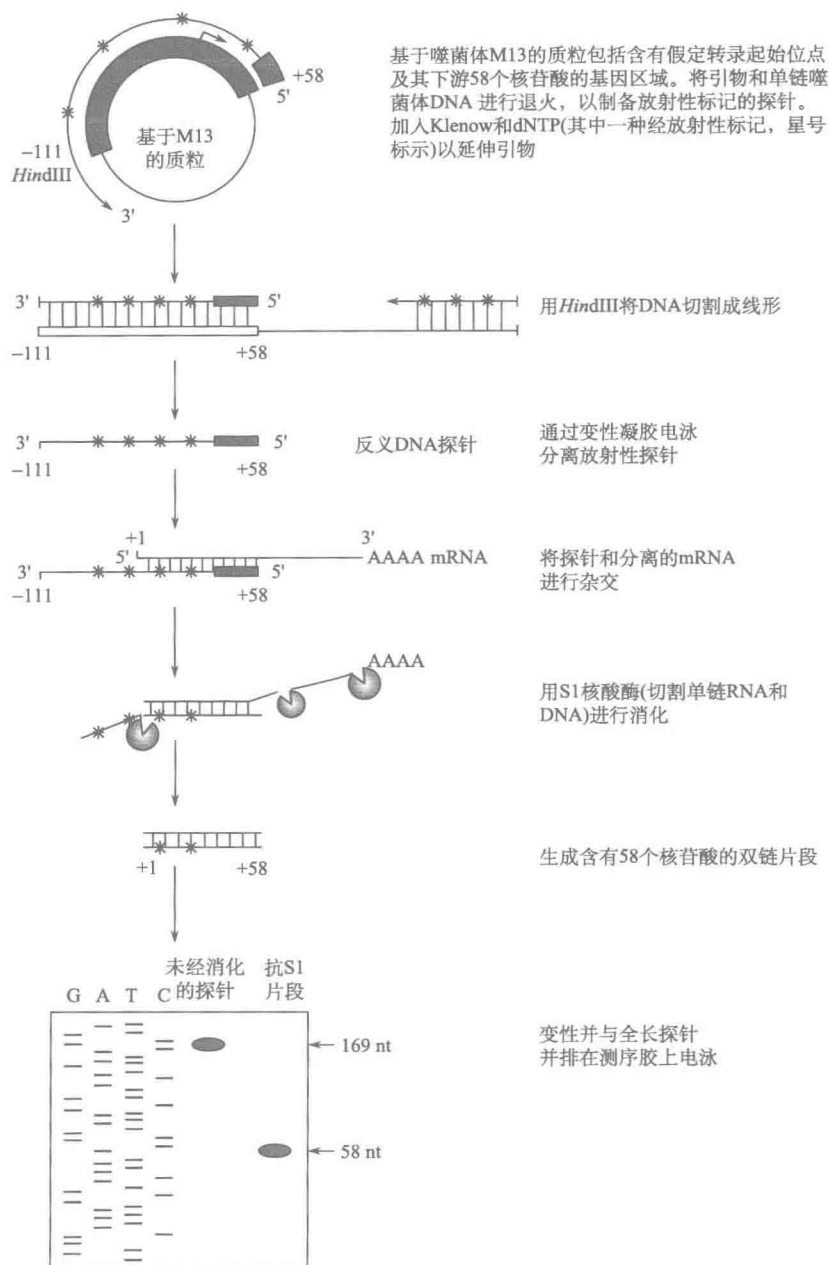 基于噬菌体M13的质粒包括含有假定转录起始位点
及其下游58个核苷酸的基因区域。将引物和单链噬
菌体DNA 进行退火，以制备放射性标记的探针。
加入Klenow和dNTP(其中一种经放射性标记，星号
标示)以延伸引物
+58
5'
基于M13
的质粒
-111
HindIII
3'
3'
5'
用HindIII将DNA切割成线形
-111
+58
3'
5'
反义DNA探针
通过变性凝胶电泳
分离放射性探针
-111
+58
+1
3'
5'
AAAA mRNA
将探针和分离的mRNA
进行杂交
3'
5'
-111
+58
AAAA
用S1核酸酶(切割单链RNA和
DNA)进行消化
生成含有58个核苷酸的双链片段
+1
+58
未经消化
的探针
抗S1
片段
G A T C
变性并与全长探针
并排在测序胶上电泳
169 nt
58 nt